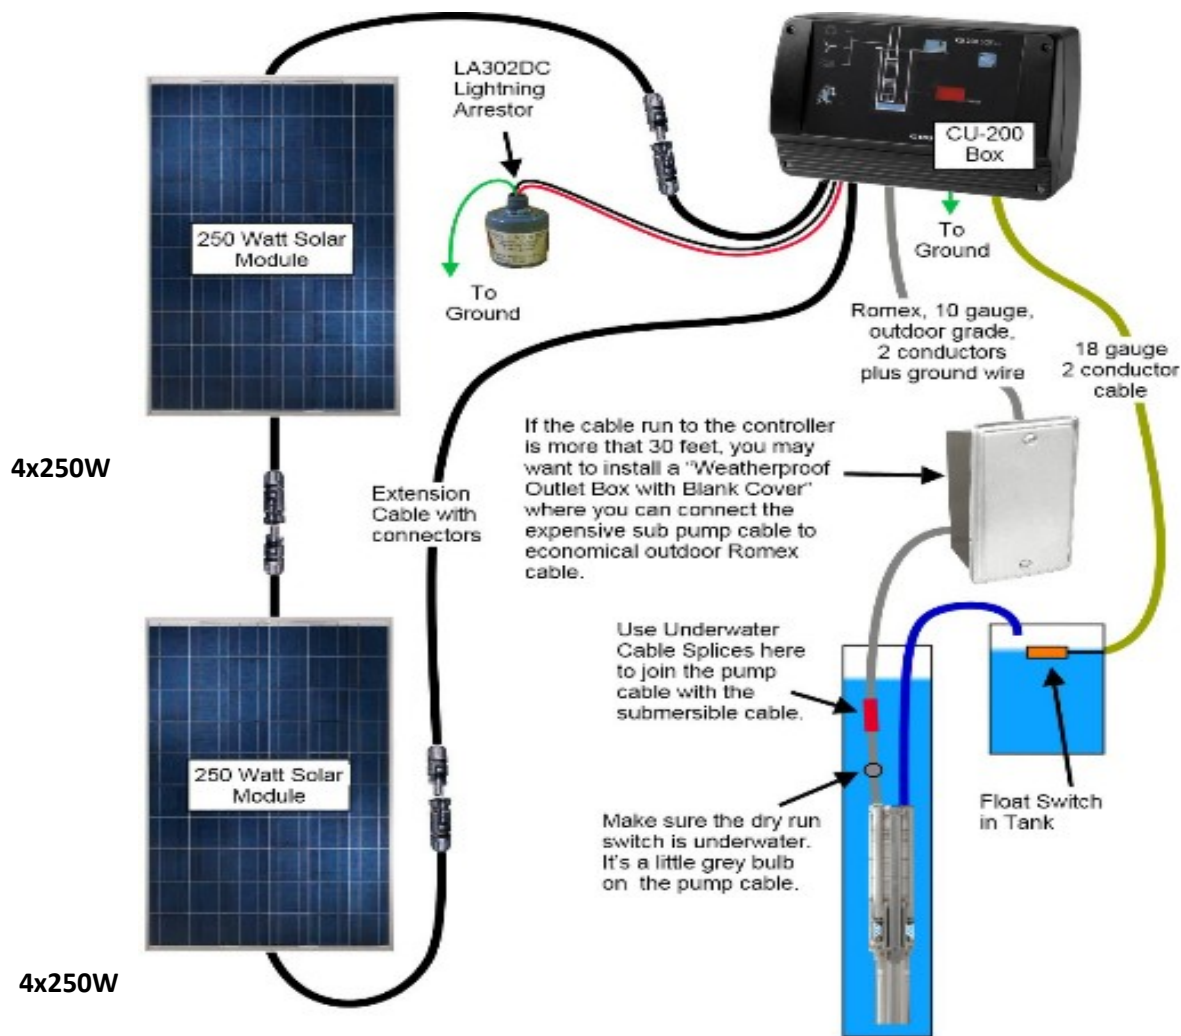 LA302DC
Lightning
Arrestor
CU-200
Box
250 Watt Solar
Module
To
Ground
To
Ground
Romex, 10 gauge,
outdoor grade,
2 conductors
plus ground wire
18 gauge
2 conductor
cable
If the cable run to the controller
is more that 30 feet, you may
want to install a "Weatherproof
Outlet Box with Blank Cover"
where you can connect the
expensive sub pump cable to
economical outdoor Romex
cable.
4x250W
Extension
Cable with
connectors
Use Underwater
Cable Splices here
to join the pump
cable with the
submersible cable.
250 Watt Solar
Module
Float Switch
in Tank
Make sure the dry run
switch is underwater.
It's a little grey bulb
on the pump cable.
4x250W